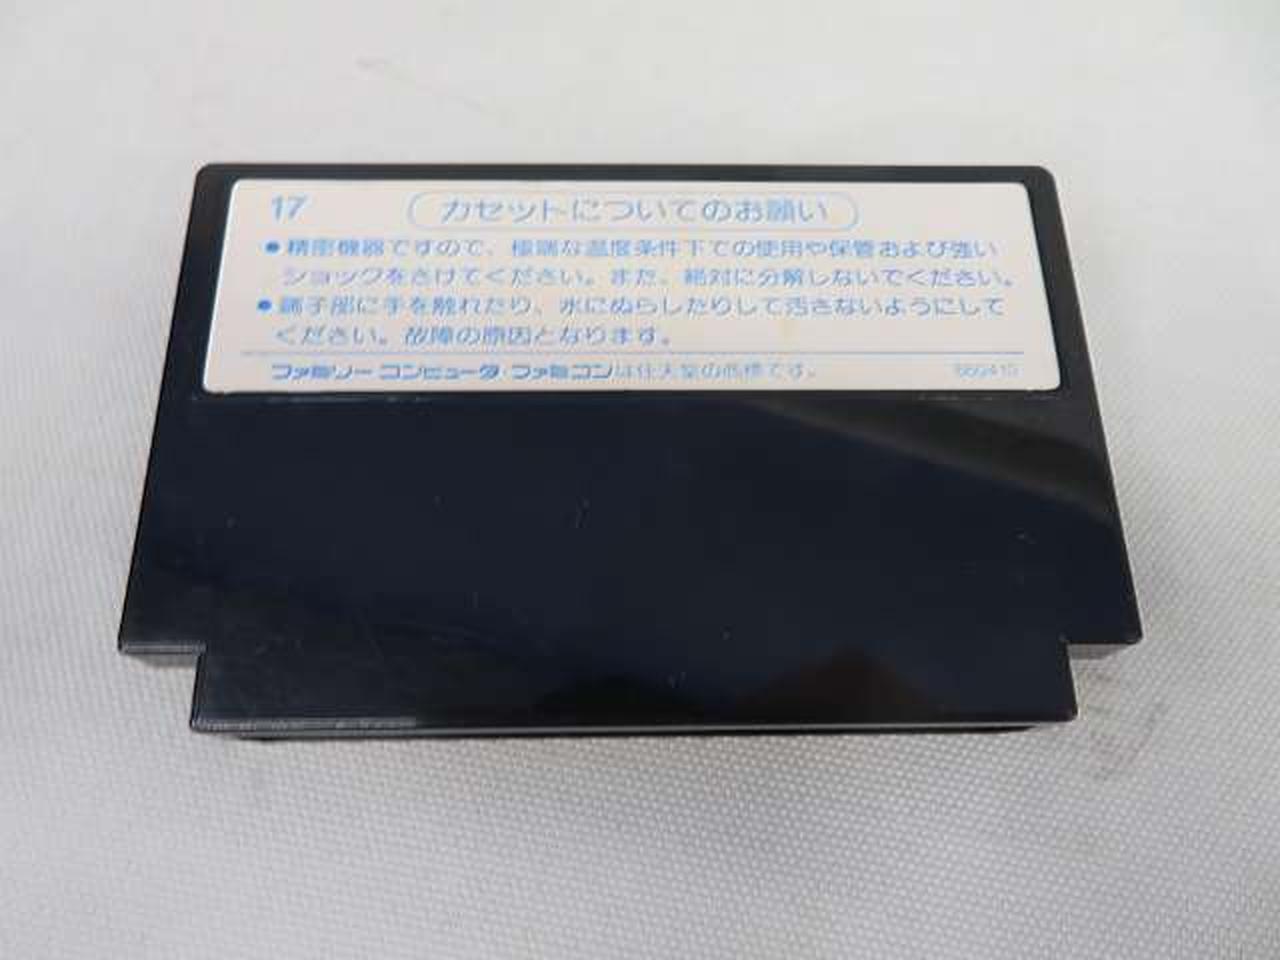 17
カセットについてのお願い
●精密機器ですので、極端な温度条件下での使用や保管および強い
ショックをさけてください。また、絶対に分解しないでください。
●端子部に手を触れたり、水にぬらしたりして汚さないようにして
ください。故障の原因となります。
ファミリーコンピュータ・ファミコンは任天堂の商標です。